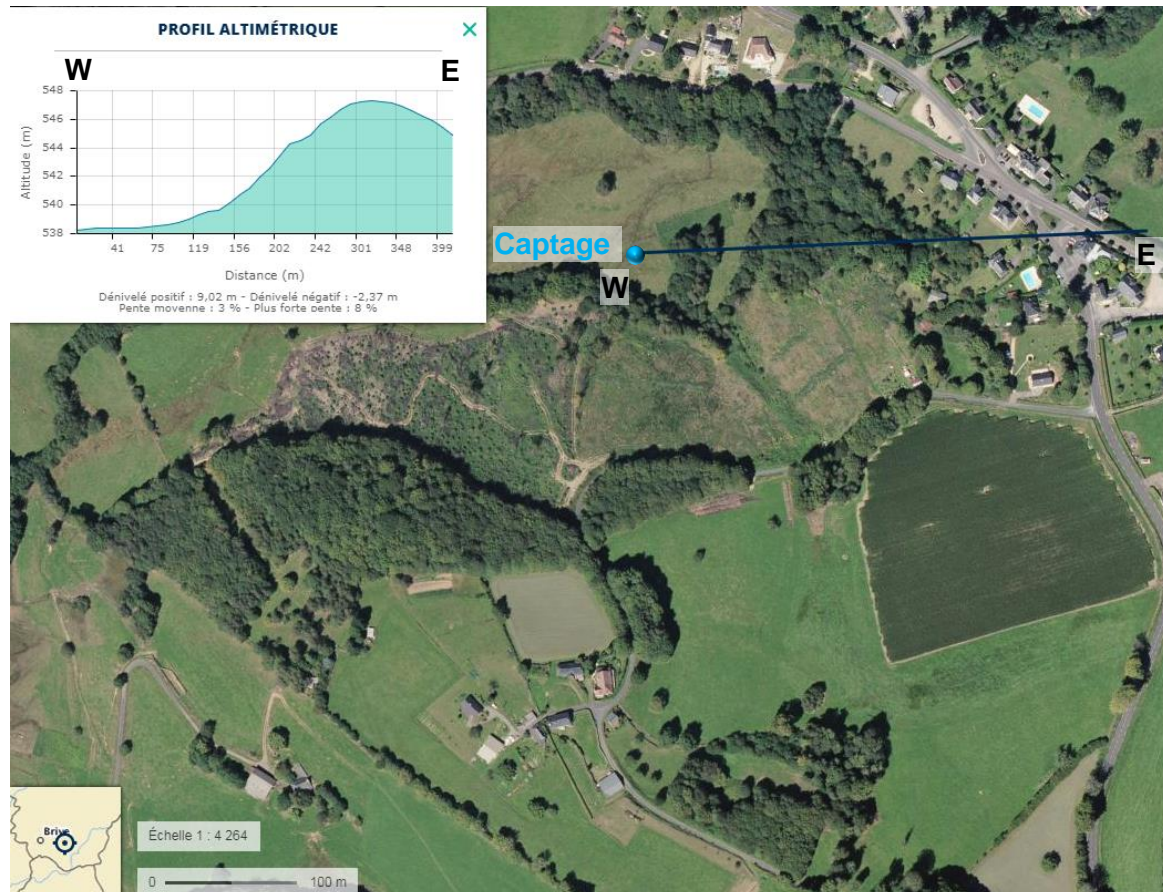 PROFIL ALTIMÉTRIQUE
×
W
E
548
546
544
542
540
538
Altitude (m)
41 75 119 156 202 242 301 348 399
Distance (m)
Dénivelé positif : 9,02 m - Dénivelé négatif : -2,37 m
Pente moyenne : 3 % - Plus forte pente : 8 %
Captage
W
E
Brive
Échelle 1 : 4 264
0 100 m